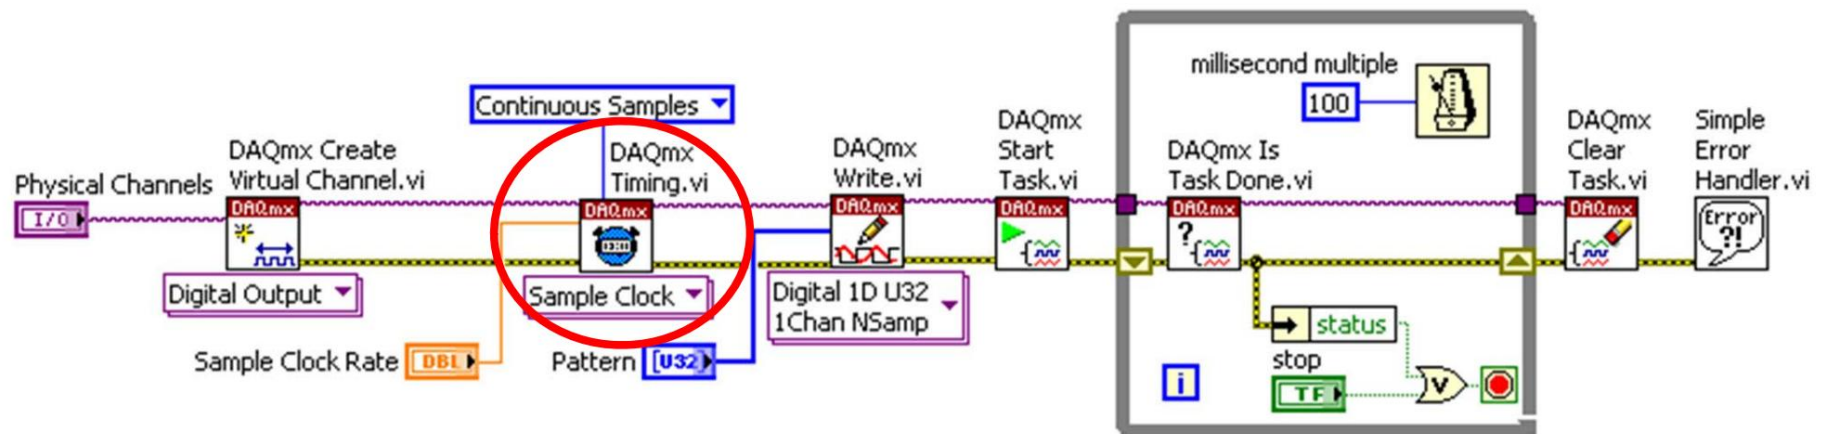 millisecond multiple
100
Continuous Samples
DAQmx
Start
Task.vi
DAQmx
Clear
Task.vi
Simple
Error
Handler.vi
DAQmx Create
Virtual Channel.vi
DAQmx
Timing.vi
DAQmx
Write.vi
DAQmx Is
Task Done.vi
Physical Channels
I/O
DAQmx
DAQmx
DAQmx
DAQmx
DAQmx
?
DAQmx
Error
?!
Digital Output
Sample Clock
Digital 1D U32
1Chan NSamp
status
Sample Clock Rate
DBL
Pattern
[U32]
stop
i
TF
V